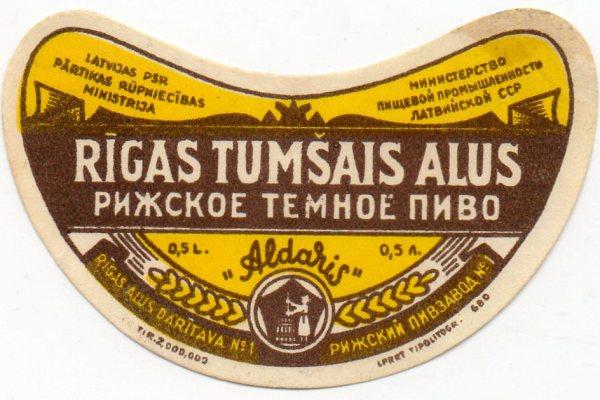 LATVIJAS PSR
PĀRTIKAS RŪPNIECĪBAS
MINISTRIJA
МИНИСТЕРСТВО
ПИЩЕВОЙ ПРОМЫШЛЕННОСТИ
ЛАТВИЙСКОЙ ССР
RĪGAS TUMŠAIS ALUS
РИЖСКОЕ ТЕМНОЕ ПИВО
0,5 L.
"Aldaris"
0,5 Л.
RĪGAS ALUS DARĪTAVA №1
РИЖСКИЙ ПИВЗАВОД №1
TIR. 2,000,000
TIPOLITOGR. 680